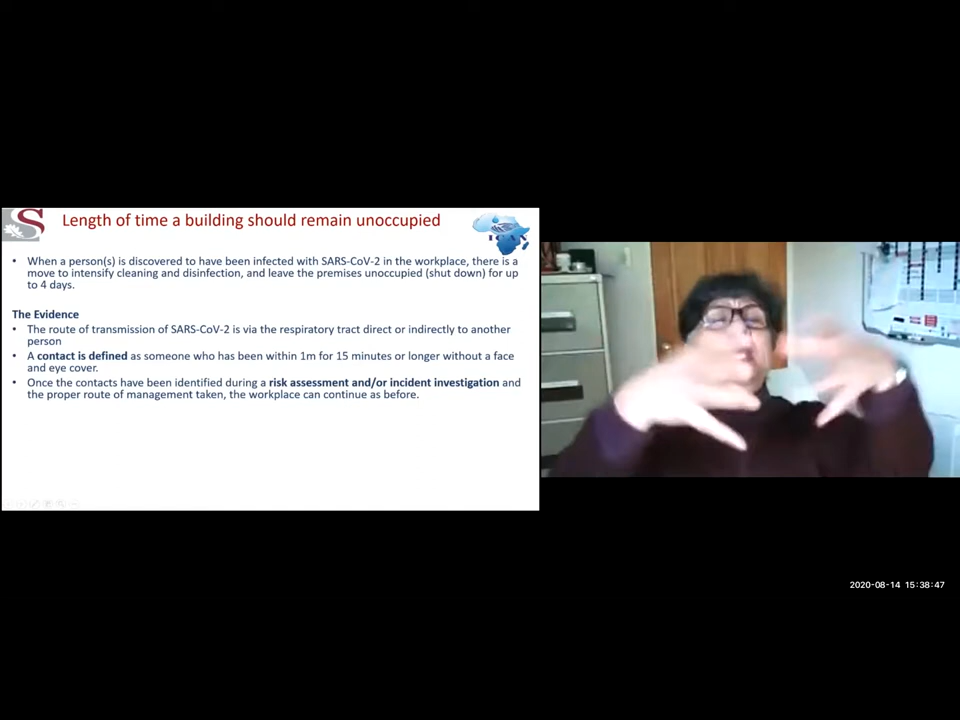 S
Length of time a building should remain unoccupied
ICAN
• When a person(s) is discovered to have been infected with SARS-CoV-2 in the workplace, there is a
move to intensify cleaning and disinfection, and leave the premises unoccupied (shut down) for up
to 4 days.
The Evidence
• The route of transmission of SARS-CoV-2 is via the respiratory tract direct or indirectly to another
person
• A contact is defined as someone who has been within 1m for 15 minutes or longer without a face
and eye cover.
• Once the contacts have been identified during a risk assessment and/or incident investigation and
the proper route of management taken, the workplace can continue as before.
2020-08-14 15:38:47